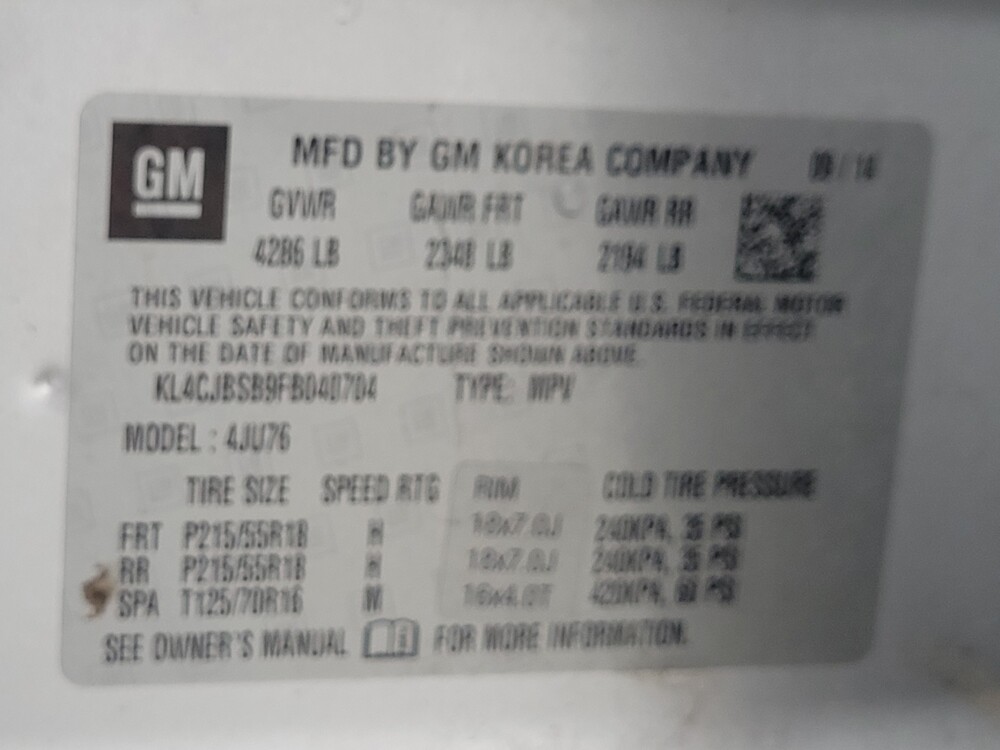 GM
MFD BY GM KOREA COMPANY 09/14
GVWR GAWR FRT GAWR RR
4286 LB 2348 LB 2194 LB
THIS VEHICLE CONFORMS TO ALL APPLICABLE U.S. FEDERAL MOTOR
VEHICLE SAFETY AND THEFT PREVENTION STANDARDS IN EFFECT
ON THE DATE OF MANUFACTURE SHOWN ABOVE.
KL4CJBSB9FB040704 TYPE: MPV
MODEL : 4JU76
TIRE SIZE SPEED RTG RIM COLD TIRE PRESSURE
FRT P215/55R18 H 18x7.0J 240KPA, 35 PSI
RR P215/55R18 H 18x7.0J 240KPA, 35 PSI
SPA T125/70R16 M 16x4.0T 420KPA, 60 PSI
SEE OWNER'S MANUAL FOR MORE INFORMATION.